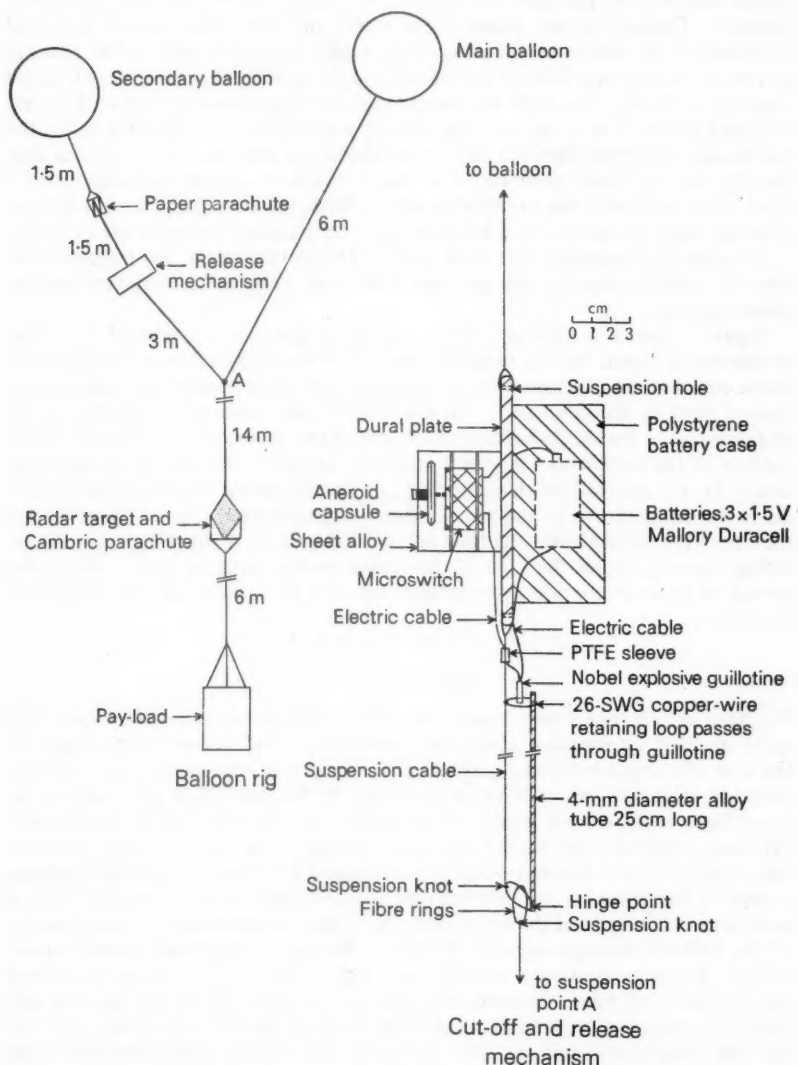 Secondary balloon
Main balloon
1·5 m
Paper parachute
1·5 m
Release
mechanism
6 m
3 m
A
14 m
Radar target and
Cambric parachute
6 m
Pay-load
Balloon rig
to balloon
cm
0 1 2 3
Suspension hole
Dural plate
Polystyrene
battery case
Aneroid
capsule
Sheet alloy
Batteries, 3 x 1·5 V
Mallory Duracell
Microswitch
Electric cable
Electric cable
PTFE sleeve
Nobel explosive guillotine
26-SWG copper-wire
retaining loop passes
through guillotine
Suspension cable
4-mm diameter alloy
tube 25 cm long
Suspension knot
Fibre rings
Hinge point
Suspension knot
to suspension
point A
Cut-off and release
mechanism